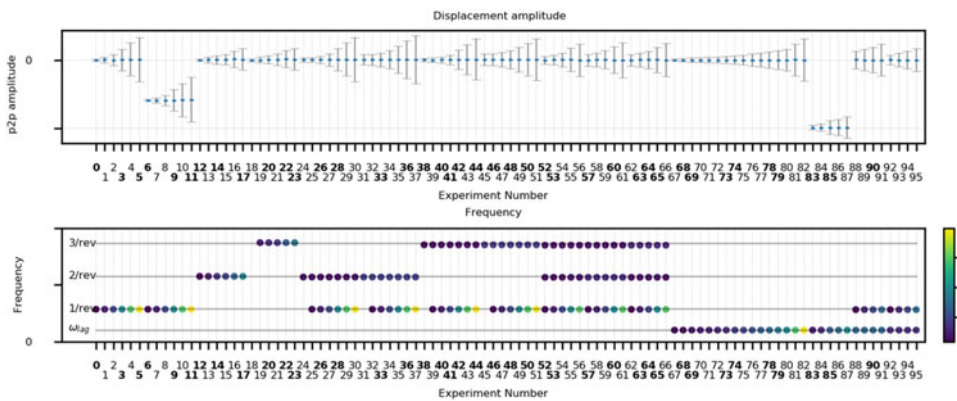 Displacement amplitude
0
p2p amplitude
0 2 4 6 8 10 12 14 16 18 20 22 24 26 28 30 32 34 36 38 40 42 44 46 48 50 52 54 56 58 60 62 64 66 68 70 72 74 76 78 80 82 84 86 88 90 92 94
1 3 5 7 9 11 13 15 17 19 21 23 25 27 29 31 33 35 37 39 41 43 45 47 49 51 53 55 57 59 61 63 65 67 69 71 73 75 77 79 81 83 85 87 89 91 93 95
Experiment Number
Frequency
3/rev
2/rev
1/rev
ω_lag
0
Frequency
0 2 4 6 8 10 12 14 16 18 20 22 24 26 28 30 32 34 36 38 40 42 44 46 48 50 52 54 56 58 60 62 64 66 68 70 72 74 76 78 80 82 84 86 88 90 92 94
1 3 5 7 9 11 13 15 17 19 21 23 25 27 29 31 33 35 37 39 41 43 45 47 49 51 53 55 57 59 61 63 65 67 69 71 73 75 77 79 81 83 85 87 89 91 93 95
Experiment Number